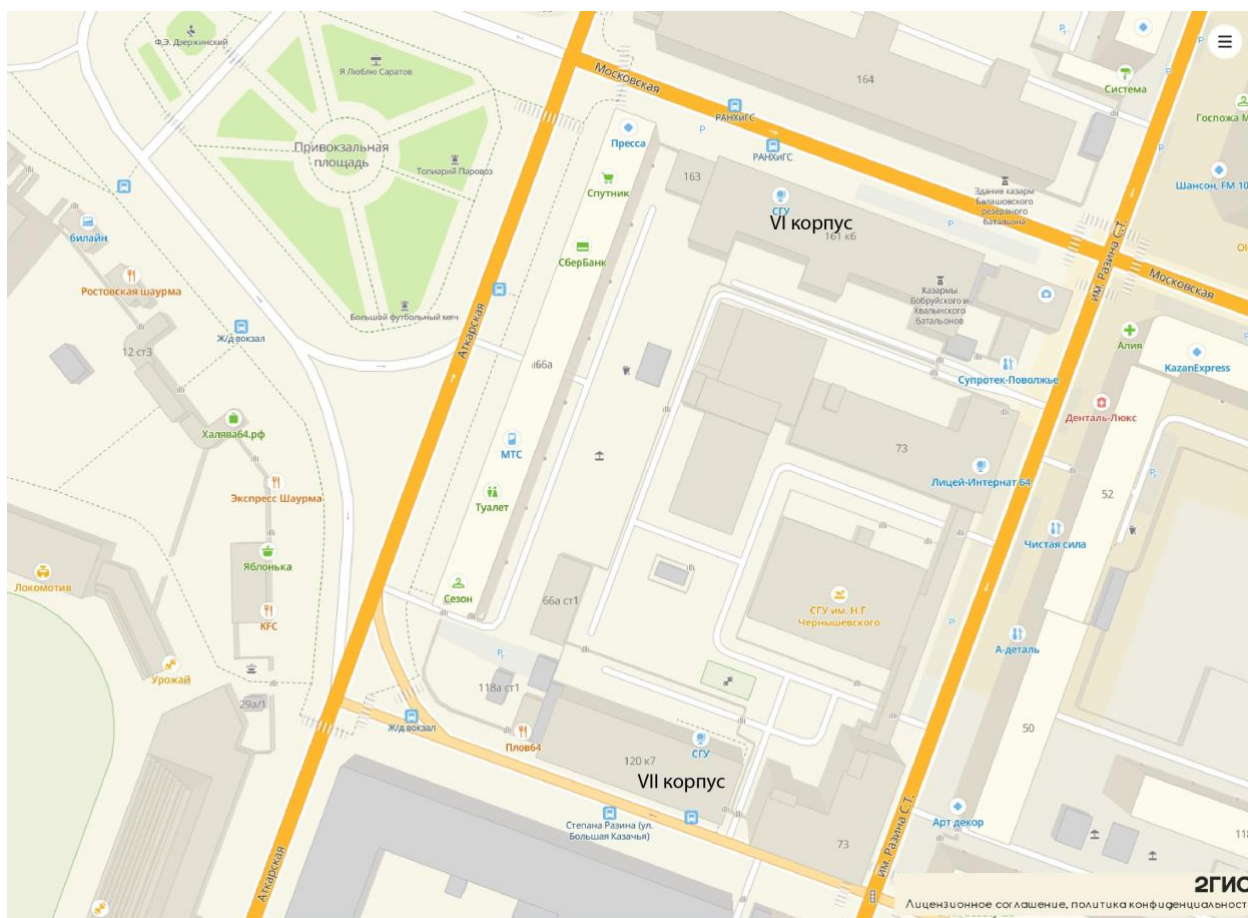 Ф.Э. Дзержинский
Я Люблю Саратов
Московская
164
Система
Госпожа М
РАНХиГС
Пресса
РАНХиГС
Привокзальная
площадь
Топиарий Паровоз
Спутник
163
СГУ
VI корпус
161 к6
Здание казарм
Балашовского
резервного
батальона
Шансон, FM 10
им. Разина С.Т.
билайн
СберБанк
Ростовская шаурма
Казармы
Бобруйского и
Хвалынского
батальонов
Московская
Большой футбольный мяч
Ж/д вокзал
Аткарская
12 ст3
66а
Алия
KazanExpress
Супротек-Поволжье
Денталь-Люкс
Халява64.рф
МТС
73
Лицей-Интернат 64
52
Экспресс Шаурма
Туалет
Чистая сила
Яблонька
Локомотив
Сезон
66а ст1
СГУ им. Н.Г.
Чернышевского
KFC
А-деталь
Урожай
118а ст1
29а/1
Ж/д вокзал
Плов64
СГУ
50
120 к7
VII корпус
Степана Разина (ул.
Большая Казачья)
Арт декор
им. Разина С.Т.
73
118
Аткарская
2ГИС
Лицензионное соглашение, политика конфиденциальност